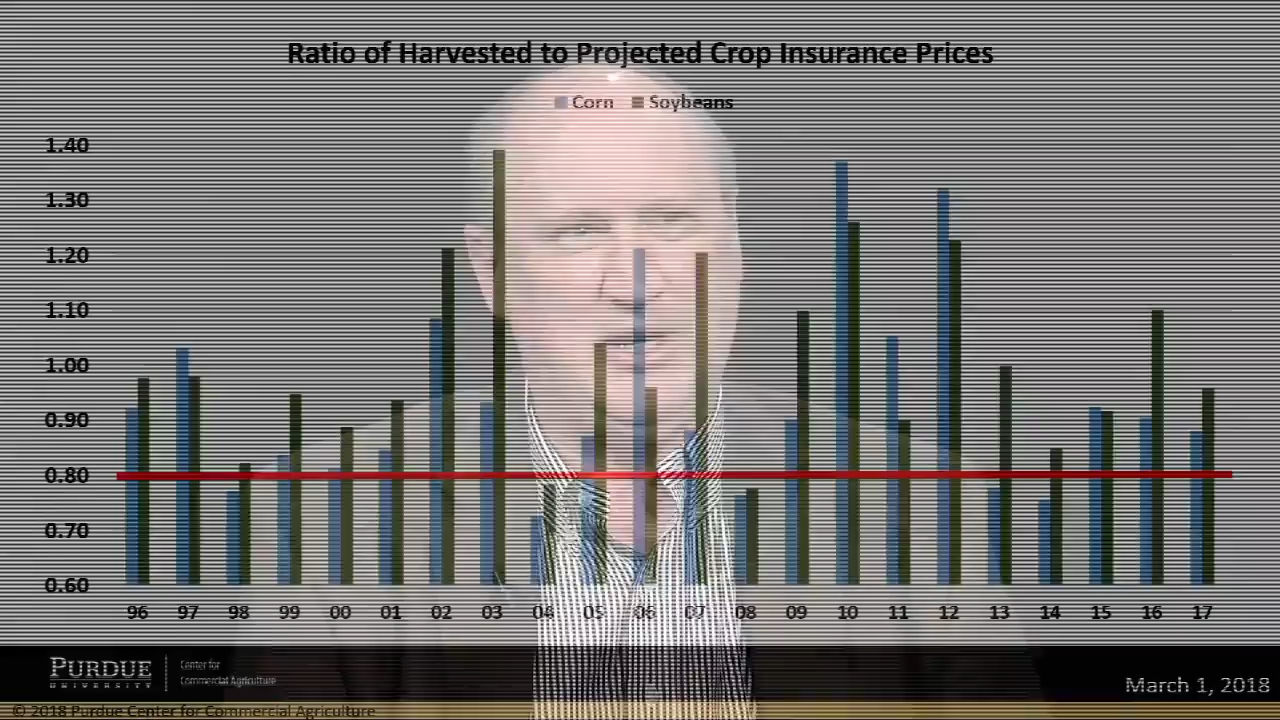 Ratio of Harvested to Projected Crop Insurance Prices
Corn Soybeans
1.40
1.30
1.20
1.10
1.00
0.90
0.80
0.70
0.60
96 97 98 99 00 01 02 03 04 05 06 07 08 09 10 11 12 13 14 15 16 17
PURDUE
UNIVERSITY
Center for
Commercial Agriculture
March 1, 2018
© 2018 Purdue Center for Commercial Agriculture